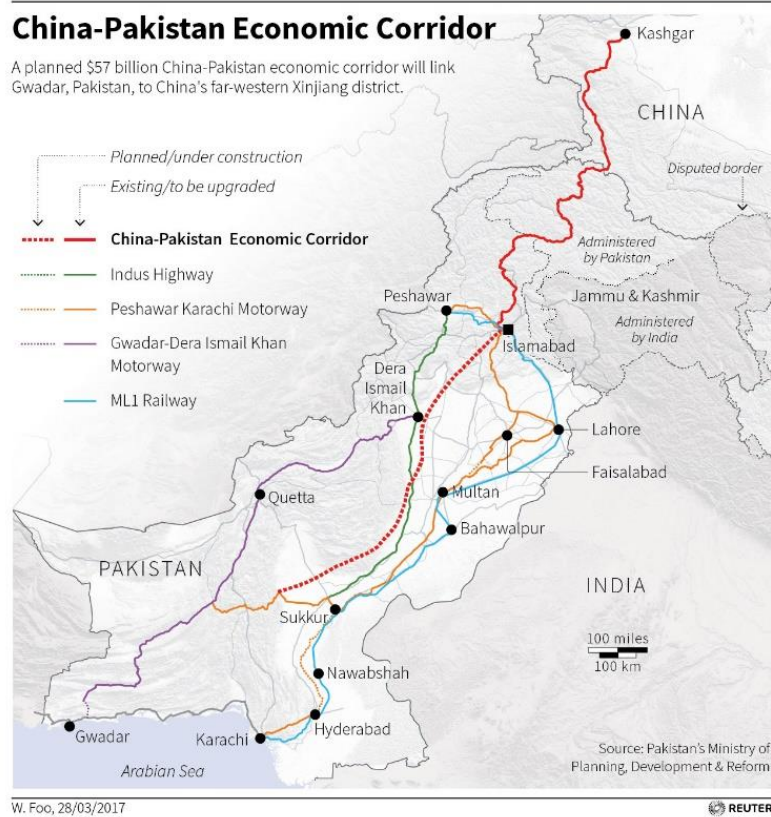 China-Pakistan Economic Corridor
A planned $57 billion China-Pakistan economic corridor will link
Gwadar, Pakistan, to China's far-western Xinjiang district.
Planned/under construction
Existing/to be upgraded
China-Pakistan Economic Corridor
Indus Highway
Peshawar Karachi Motorway
Gwadar-Dera Ismail Khan
Motorway
ML1 Railway
Kashgar
CHINA
Disputed border
Administered
by Pakistan
Jammu & Kashmir
Administered
by India
Peshawar
Islamabad
Dera
Ismail
Khan
Lahore
Faisalabad
Quetta
Multan
Bahawalpur
PAKISTAN
INDIA
Sukkur
100 miles
100 km
Nawabshah
Hyderabad
Gwadar
Karachi
Arabian Sea
Source: Pakistan's Ministry of
Planning, Development & Reform
W. Foo, 28/03/2017
REUTER